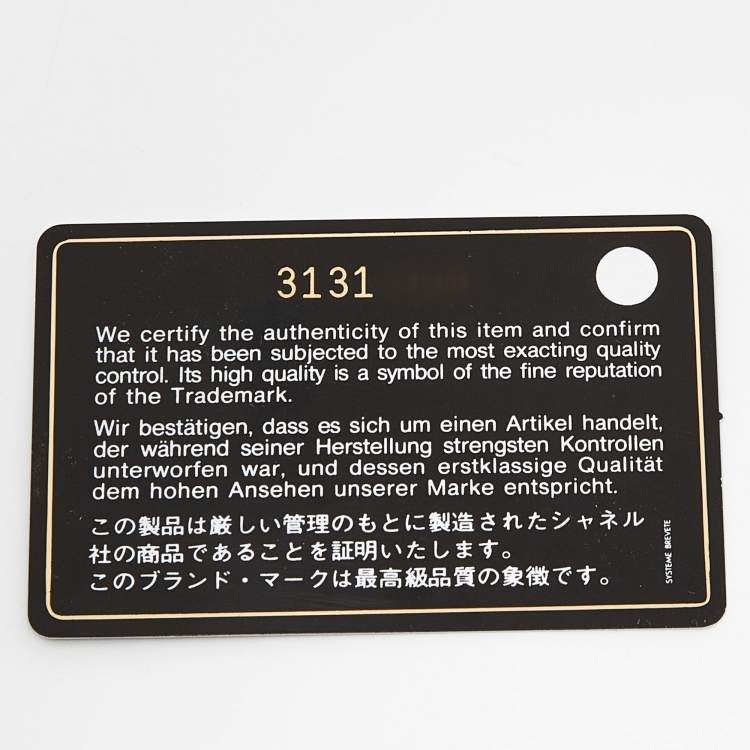 3131
We certify the authenticity of this item and confirm
that it has been subjected to the most exacting quality
control. Its high quality is a symbol of the fine reputation
of the Trademark.
Wir bestätigen, dass es sich um einen Artikel handelt,
der während seiner Herstellung strengsten Kontrollen
unterworfen war, und dessen erstklassige Qualität
dem hohen Ansehen unserer Marke entspricht.
この製品は厳しい管理のもとに製造されたシャネル
社の商品であることを証明いたします。
このブランド・マークは最高級品質の象徴です。
SYSTEME BREVETE